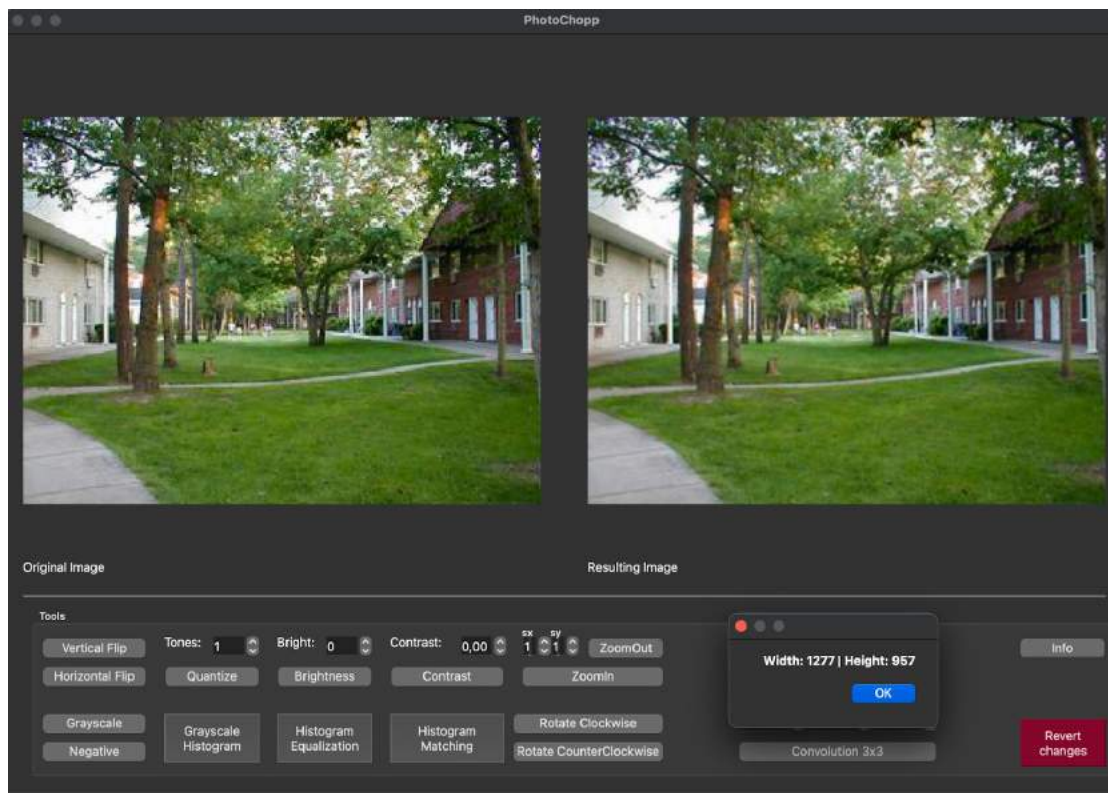 PhotoChopp
Original Image
Resulting Image
Tools
Vertical Flip
Tones: 1
Bright: 0
Contrast: 0,00
sx sy
1 1
ZoomOut
Width: 1277 | Height: 957
Info
Horizontal Flip
Quantize
Brightness
Contrast
ZoomIn
OK
Grayscale
Grayscale
Histogram
Histogram
Equalization
Histogram
Matching
Rotate Clockwise
Negative
Rotate CounterClockwise
Convolution 3x3
Revert
changes